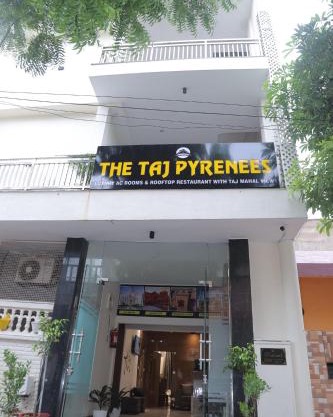 THE TAJ PYRENEES
AC ROOMS & ROOFTOP RESTAURANT WITH TAJ MAHAL VIEW